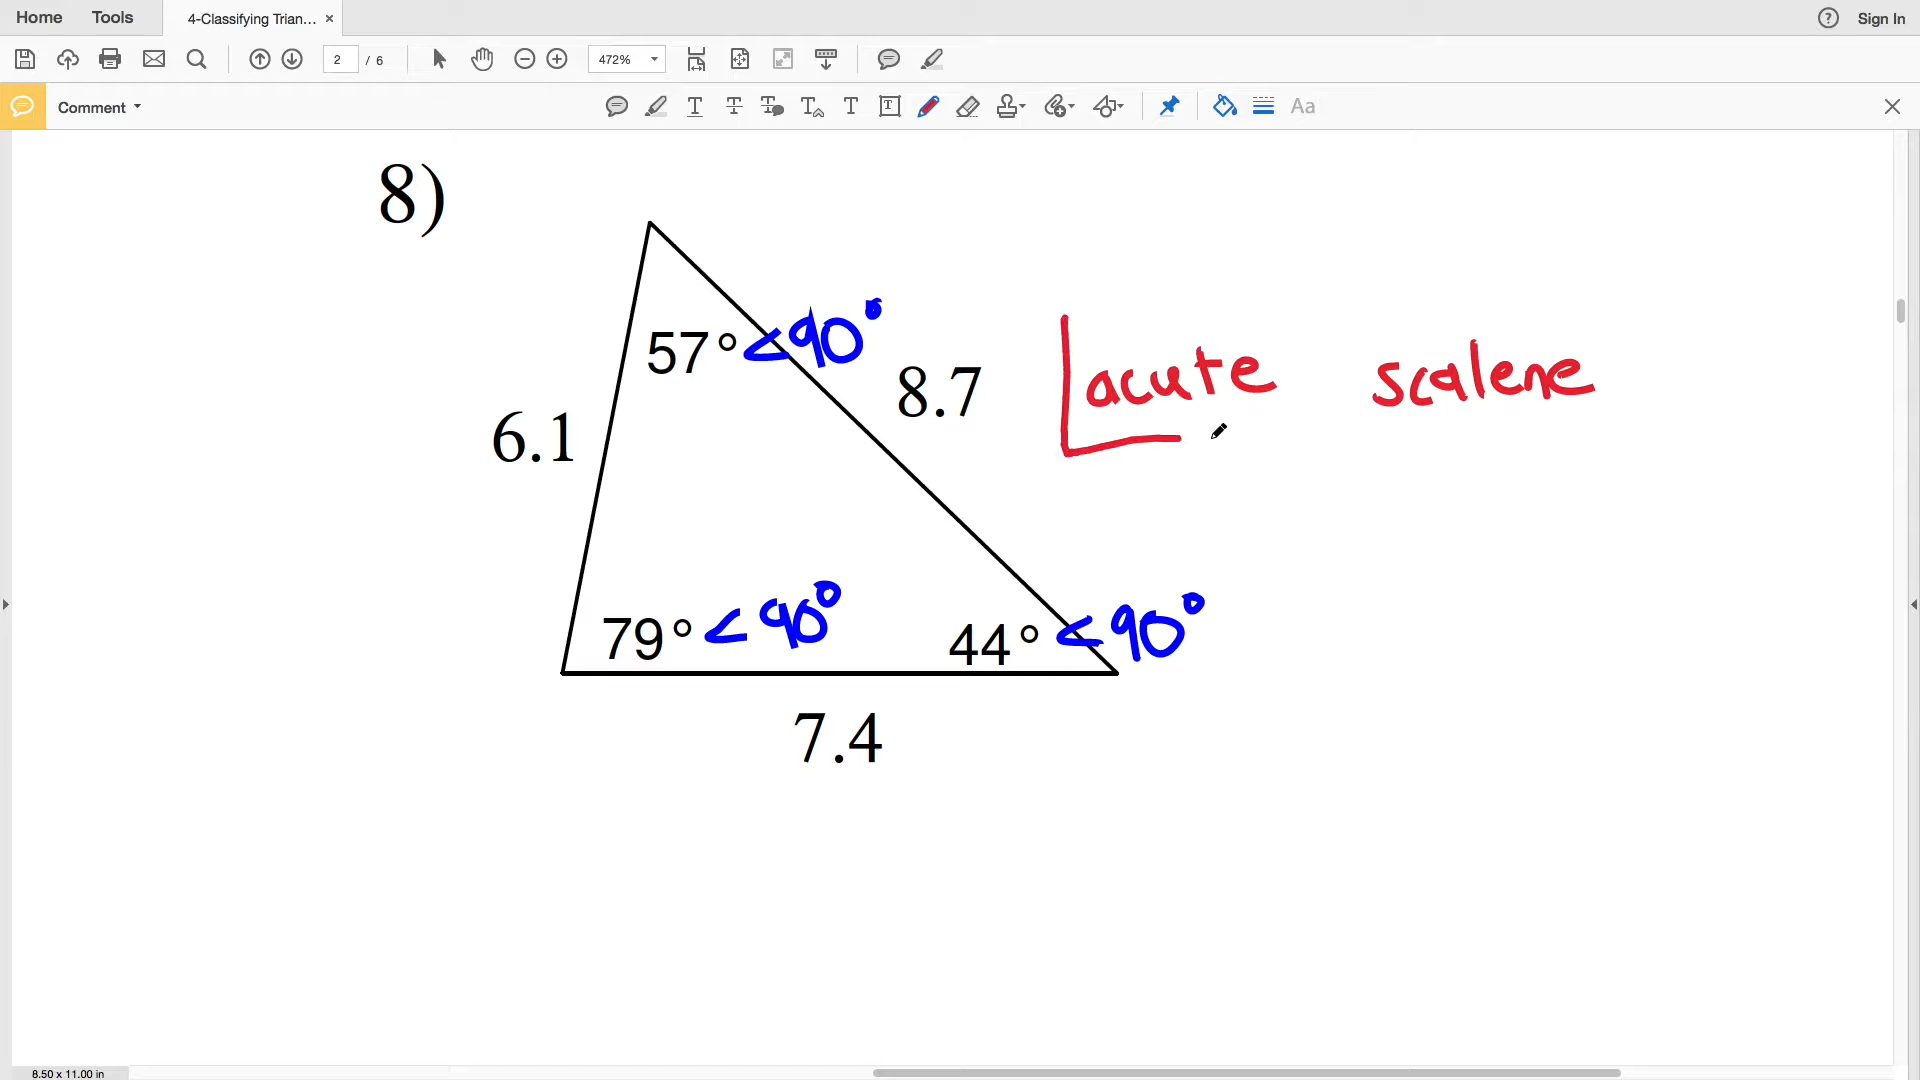 Home Tools 4-Classifying Trian... × Sign In
2 / 6 472%
Comment Aa
8)
57° <90°
8.7
acute scalene
6.1
79° < 90°
44° < 90°
7.4
8.50 x 11.00 in